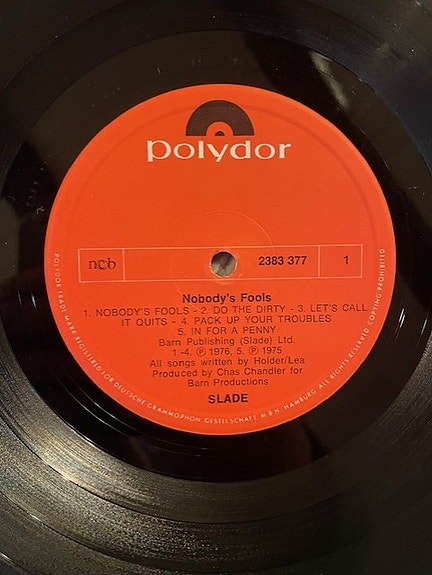 polydor
ncb 2383 377 1
Nobody's Fools
1. NOBODY'S FOOLS - 2. DO THE DIRTY - 3. LET'S CALL
IT QUITS - 4. PACK UP YOUR TROUBLES
5. IN FOR A PENNY
Barn Publishing (Slade) Ltd.
1.-4. ℗ 1976, 5. ℗ 1975
All songs written by Holder/Lea
Produced by Chas Chandler for
Barn Productions
SLADE
POLYDOR TRADE MARK REGISTERED FOR DEUTSCHE GRAMMOPHON GESELLSCHAFT M.B.H. HAMBURG ALL RIGHTS RESERVED COPYING PROHIBITED